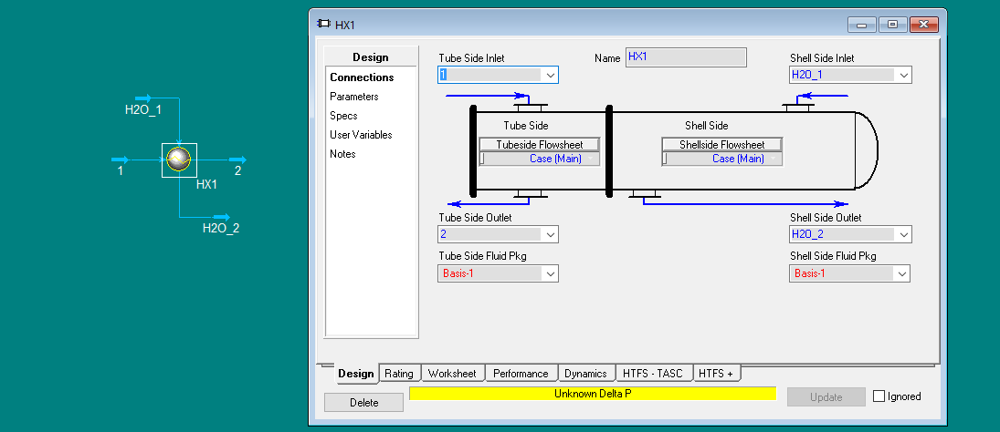 H2O_1
1
2
HX1
H2O_2
HX1
Design
Connections
Parameters
Specs
User Variables
Notes
Tube Side Inlet
1
Name HX1
Shell Side Inlet
H2O_1
Tube Side
Tubeside Flowsheet
Case (Main)
Shell Side
Shellside Flowsheet
Case (Main)
Tube Side Outlet
2
Shell Side Outlet
H2O_2
Tube Side Fluid Pkg
Basis-1
Shell Side Fluid Pkg
Basis-1
Design Rating Worksheet Performance Dynamics HTFS - TASC HTFS +
Delete
Unknown Delta P
Update
Ignored